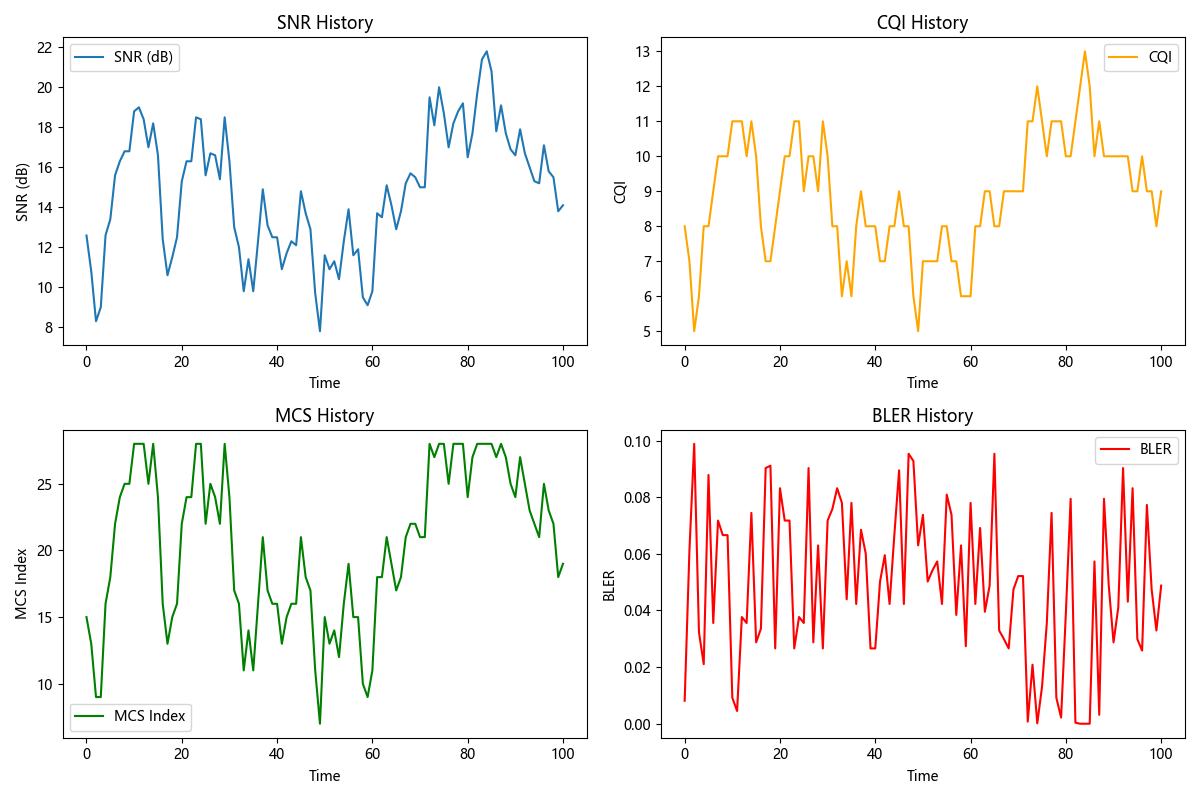 SNR History
SNR (dB)
22
20
18
16
14
12
10
8
SNR (dB)
0 20 40 60 80 100
Time
CQI History
CQI
13
12
11
10
9
8
7
6
5
CQI
0 20 40 60 80 100
Time
MCS History
MCS Index
25
20
15
10
MCS Index
0 20 40 60 80 100
Time
BLER History
BLER
0.10
0.08
0.06
0.04
0.02
0.00
BLER
0 20 40 60 80 100
Time